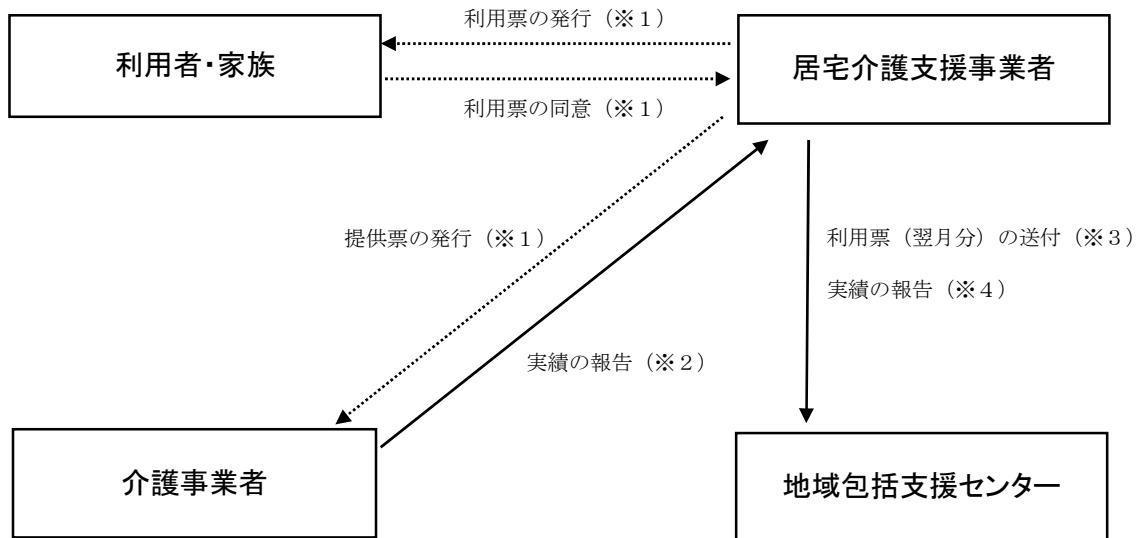 利用票の発行（※１）
利用者・家族
居宅介護支援事業者
利用票の同意（※１）
提供票の発行（※１）
利用票（翌月分）の送付（※３）
実績の報告（※４）
実績の報告（※２）
介護事業者
地域包括支援センター